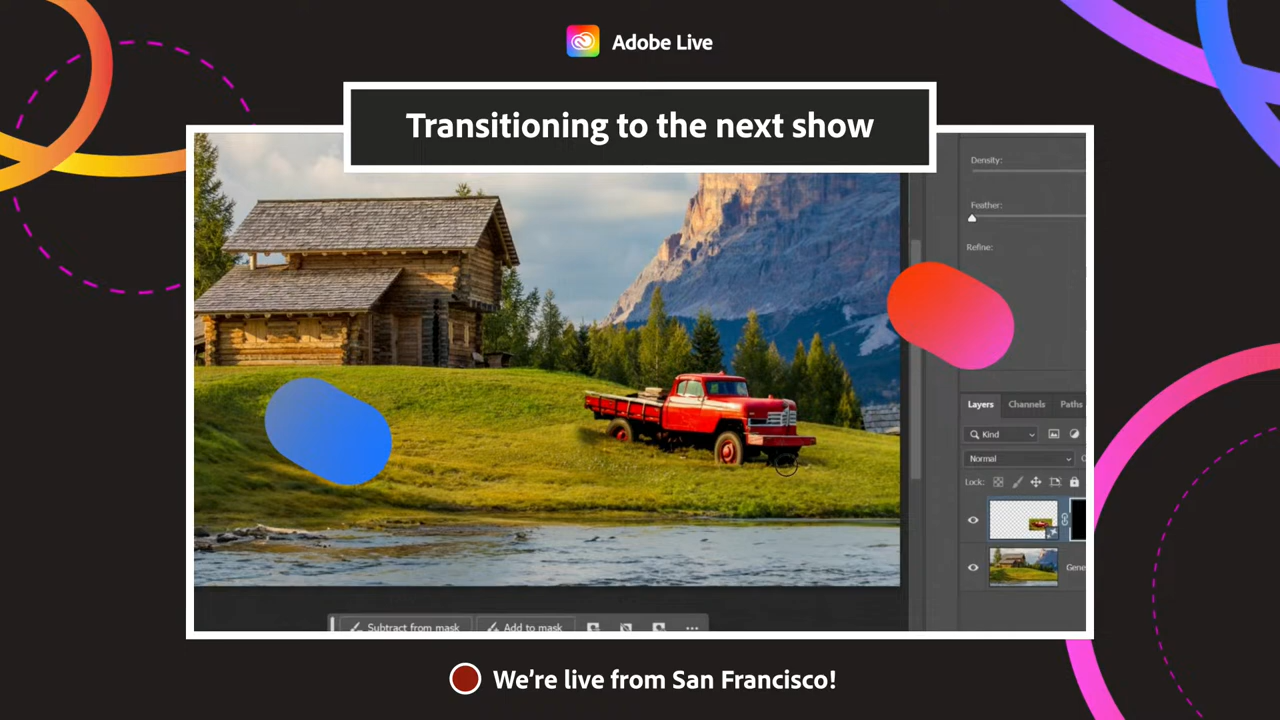 Adobe Live
Transitioning to the next show
Density:
Feather:
Refine:
Layers Channels Paths
Kind
Normal
Lock:
Gene
Subtract from mask Add to mask
We're live from San Francisco!